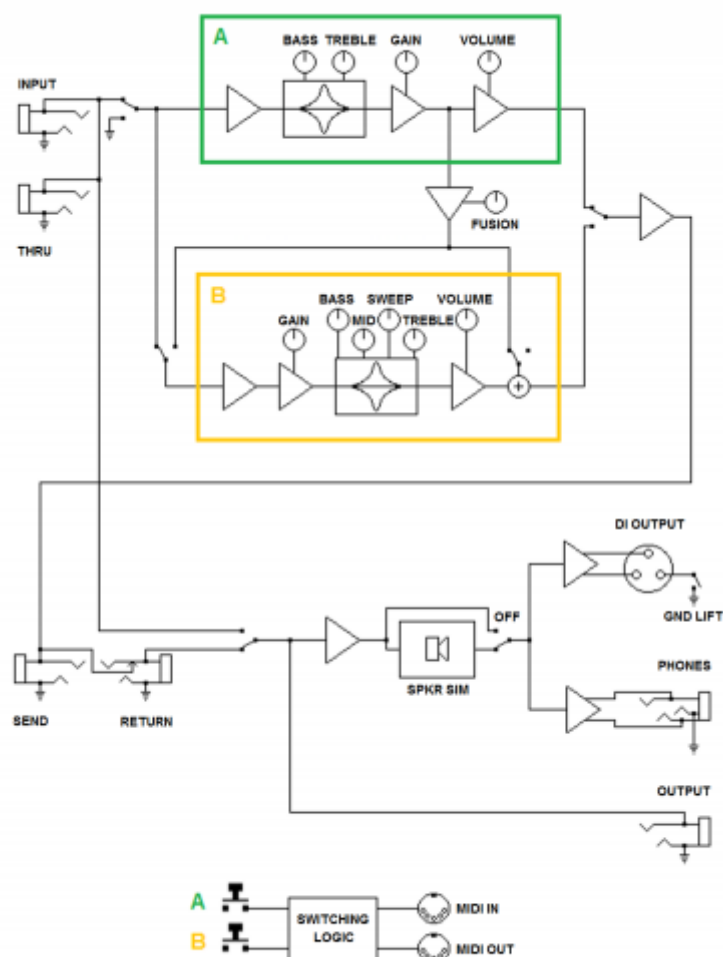 A
BASS TREBLE GAIN VOLUME
INPUT
THRU
FUSION
B
BASS SWEEP VOLUME
GAIN MID TREBLE
DI OUTPUT
OFF
GND LIFT
SPKR SIM
PHONES
SEND RETURN
OUTPUT
A
SWITCHING
LOGIC
MIDI IN
B
MIDI OUT